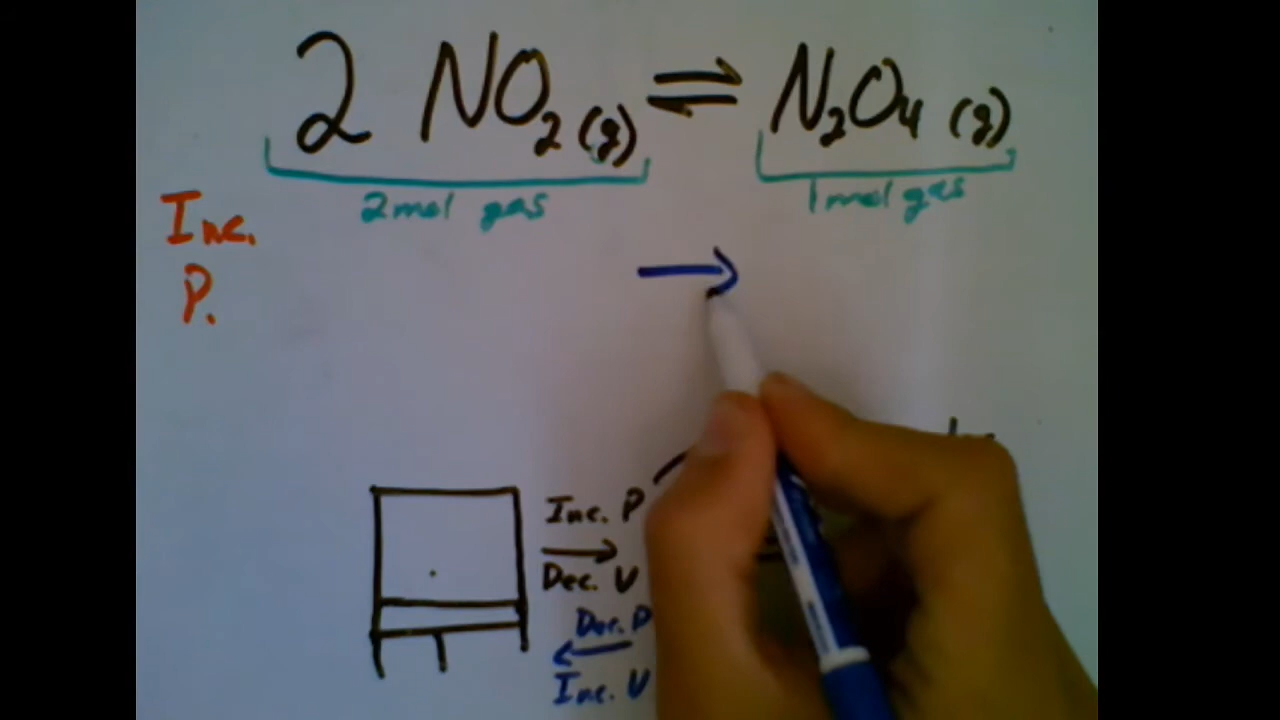 2 NO₂ (g) ⇌ N₂O₄ (g)
2 mol gas 1 mol gas
Inc.
P.
→
Inc. P
→
Dec. V
Dec. P
←
Inc. V